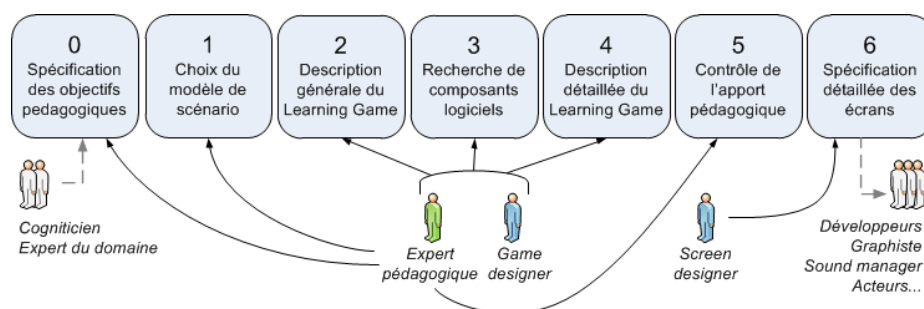 0
Spécification
des objectifs
pedagogiques
1
Choix du
modèle de
scénario
2
Description
générale du
Learning Game
3
Recherche de
composants
logiciels
4
Description
détaillée du
Learning Game
5
Contrôle de
l'apport
pédagogique
6
Spécification
détaillée des
écrans
Cogniticien
Expert du domaine
Expert
pédagogique
Game
designer
Screen
designer
Développeurs
Graphiste
Sound manager
Acteurs...